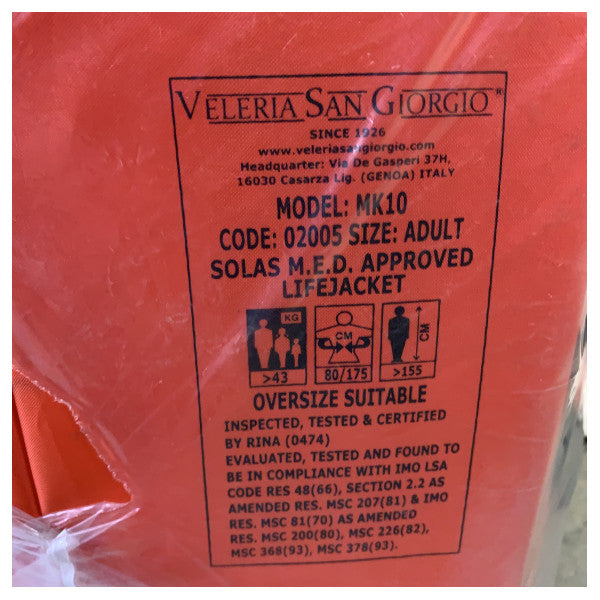 VELERIA SAN GIORGIO®
SINCE 1926
www.veleriasangiorgio.com
Headquarter: Via De Gasperi 37H,
16030 Casarza Lig. (GENOA) ITALY
MODEL: MK10
CODE: 02005 SIZE: ADULT
SOLAS M.E.D. APPROVED
LIFEJACKET
KG CM CM
>43 80/175 >155
OVERSIZE SUITABLE
INSPECTED, TESTED & CERTIFIED
BY RINA (0474)
EVALUATED, TESTED AND FOUND TO
BE IN COMPLIANCE WITH IMO LSA
CODE RES 48(66), SECTION 2.2 AS
AMENDED RES. MSC 207(81) & IMO
RES. MSC 81(70) AS AMENDED
RES. MSC 200(80), MSC 226(82),
MSC 368(93), MSC 378(93).